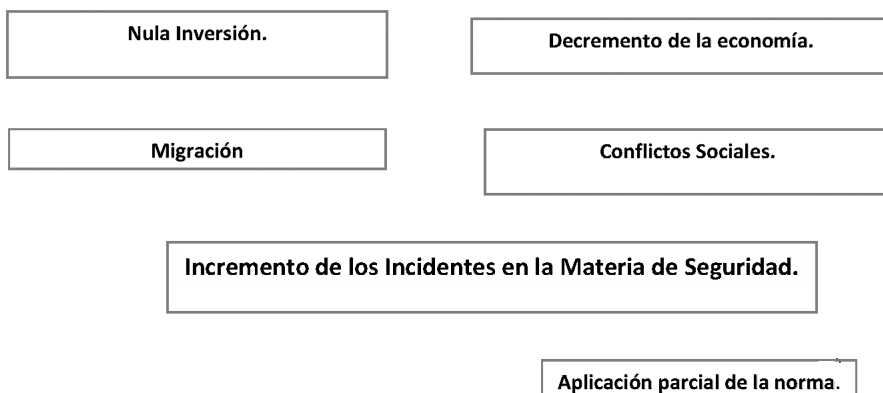 Nula Inversión.
Decremento de la economía.
Migración
Conflictos Sociales.
Incremento de los Incidentes en la Materia de Seguridad.
Aplicación parcial de la norma.